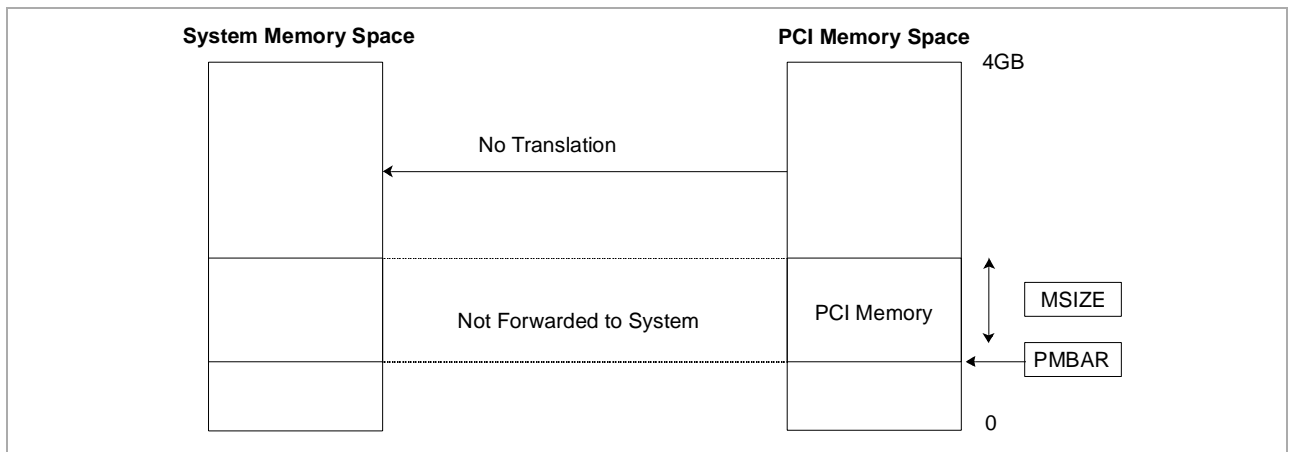 System Memory Space
PCI Memory Space
4GB
No Translation
MSIZE
PCI Memory
Not Forwarded to System
PMBAR
0